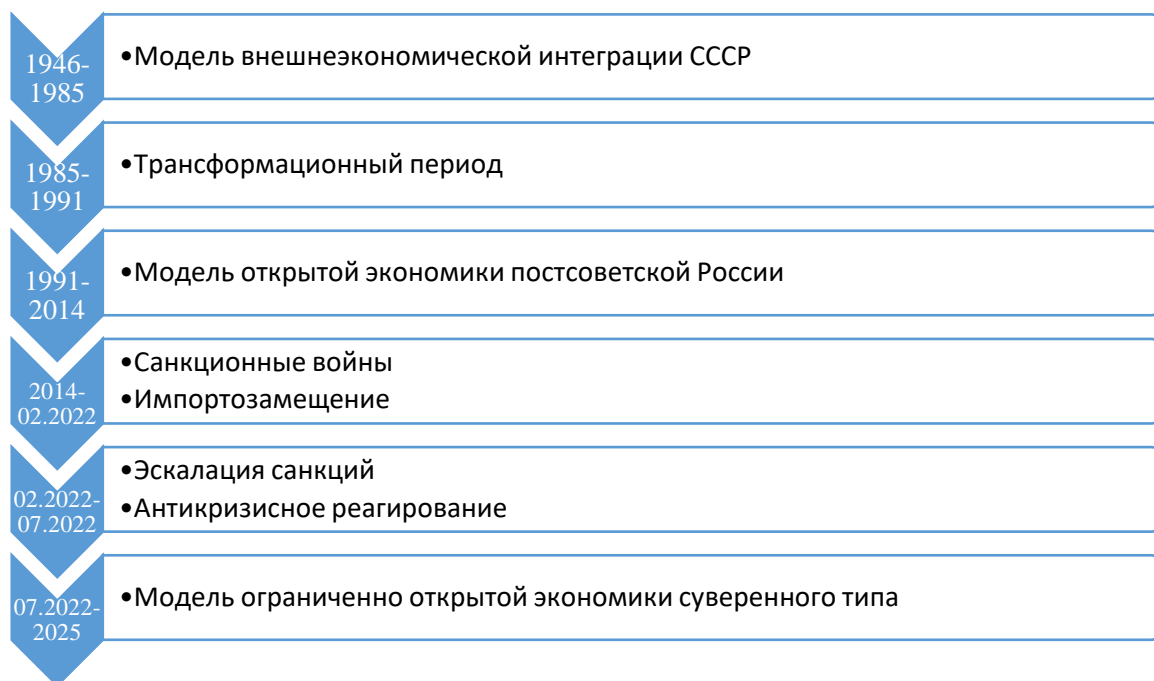 1946-
1985
•Модель внешнеэкономической интеграции СССР
1985-
1991
•Трансформационный период
1991-
2014
•Модель открытой экономики постсоветской России
2014-
02.2022
•Санкционные войны
•Импортозамещение
02.2022-
07.2022
•Эскалация санкций
•Антикризисное реагирование
07.2022-
2025
•Модель ограниченно открытой экономики суверенного типа